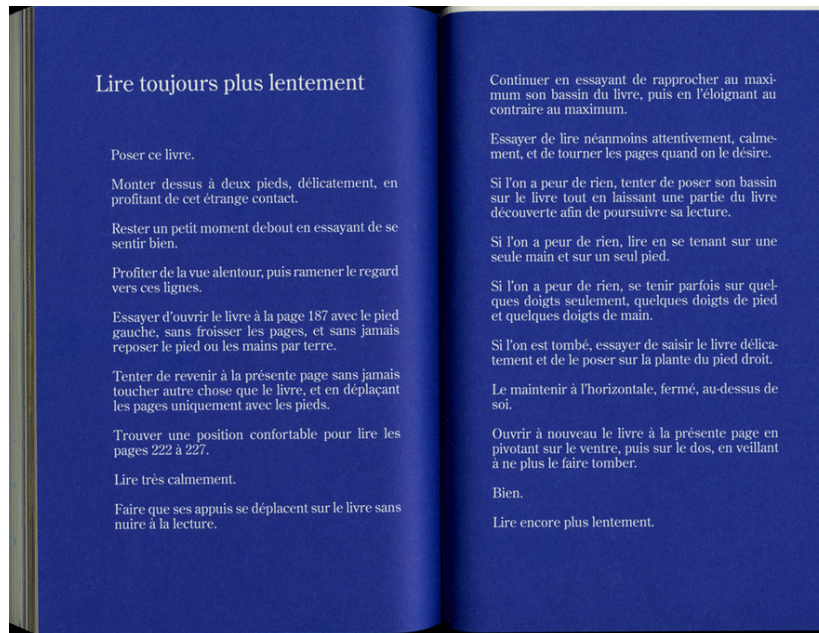 Lire toujours plus lentement
Poser ce livre.
Monter dessus à deux pieds, délicatement, en
profitant de cet étrange contact.
Rester un petit moment debout en essayant de se
sentir bien.
Profiter de la vue alentour, puis ramener le regard
vers ces lignes.
Essayer d'ouvrir le livre à la page 187 avec le pied
gauche, sans froisser les pages, et sans jamais
reposer le pied ou les mains par terre.
Tenter de revenir à la présente page sans jamais
toucher autre chose que le livre, et en déplaçant
les pages uniquement avec les pieds.
Trouver une position confortable pour lire les
pages 222 à 227.
Lire très calmement.
Faire que ses appuis se déplacent sur le livre sans
nuire à la lecture.
Continuer en essayant de rapprocher au maxi-
mum son bassin du livre, puis en l'éloignant au
contraire au maximum.
Essayer de lire néanmoins attentivement, calme-
ment, et de tourner les pages quand on le désire.
Si l'on a peur de rien, tenter de poser son bassin
sur le livre tout en laissant une partie du livre
découverte afin de poursuivre sa lecture.
Si l'on a peur de rien, lire en se tenant sur une
seule main et sur un seul pied.
Si l'on a peur de rien, se tenir parfois sur quel-
ques doigts seulement, quelques doigts de pied
et quelques doigts de main.
Si l'on est tombé, essayer de saisir le livre délica-
tement et de le poser sur la plante du pied droit.
Le maintenir à l'horizontale, fermé, au-dessus de
soi.
Ouvrir à nouveau le livre à la présente page en
pivotant sur le ventre, puis sur le dos, en veillant
à ne plus le faire tomber.
Bien.
Lire encore plus lentement.